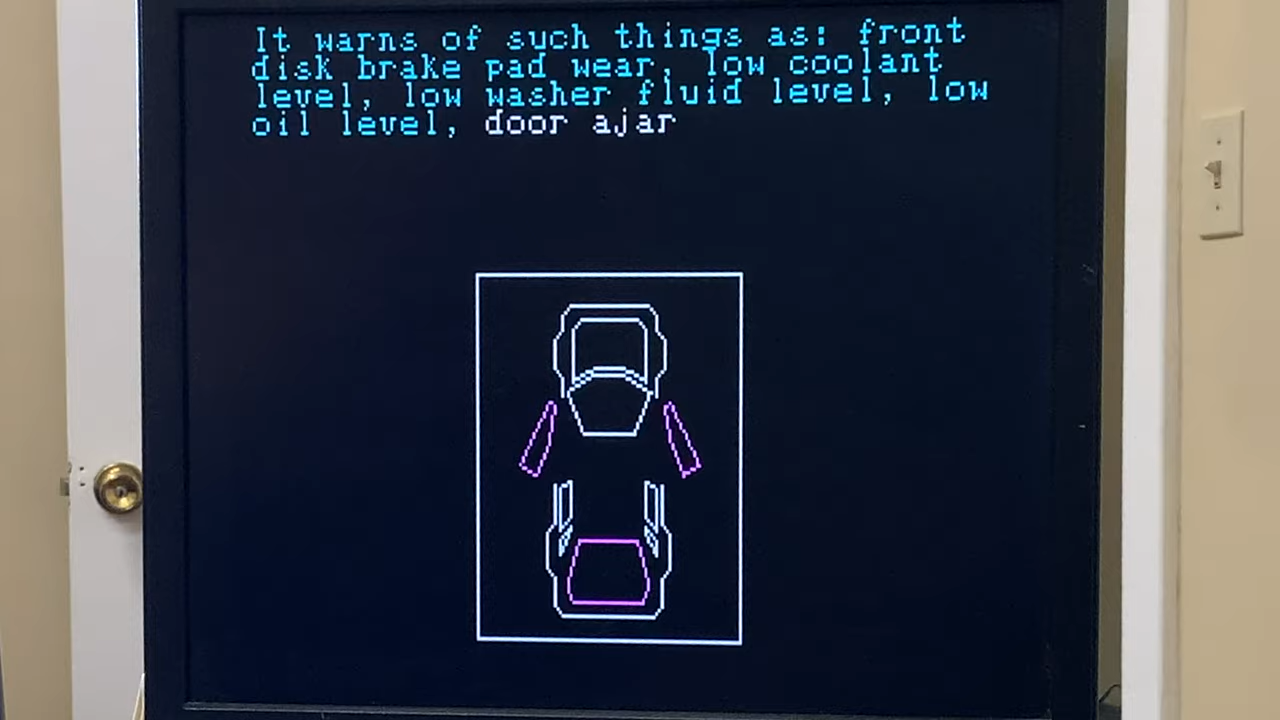 It warns of such things as: front
disk brake pad wear, low coolant
level, low washer fluid level, low
oil level, door ajar